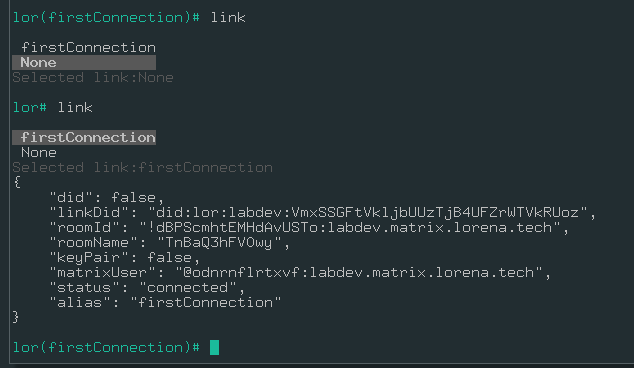 lor(firstConnection)# link
firstConnection
None
Selected link:None
lor# link
firstConnection
None
Selected link:firstConnection
{
"did": false,
"linkDid": "did:lor:labdev:VmxSSGFtVkljbUUzTjB4UFZrWTVkRUoz",
"roomId": "!dBPScmhtEMHdAvUSTo:labdev.matrix.lorena.tech",
"roomName": "TnBaQ3hFVOwy",
"keyPair": false,
"matrixUser": "@odnrnflrtxvf:labdev.matrix.lorena.tech",
"status": "connected",
"alias": "firstConnection"
}
lor(firstConnection)#